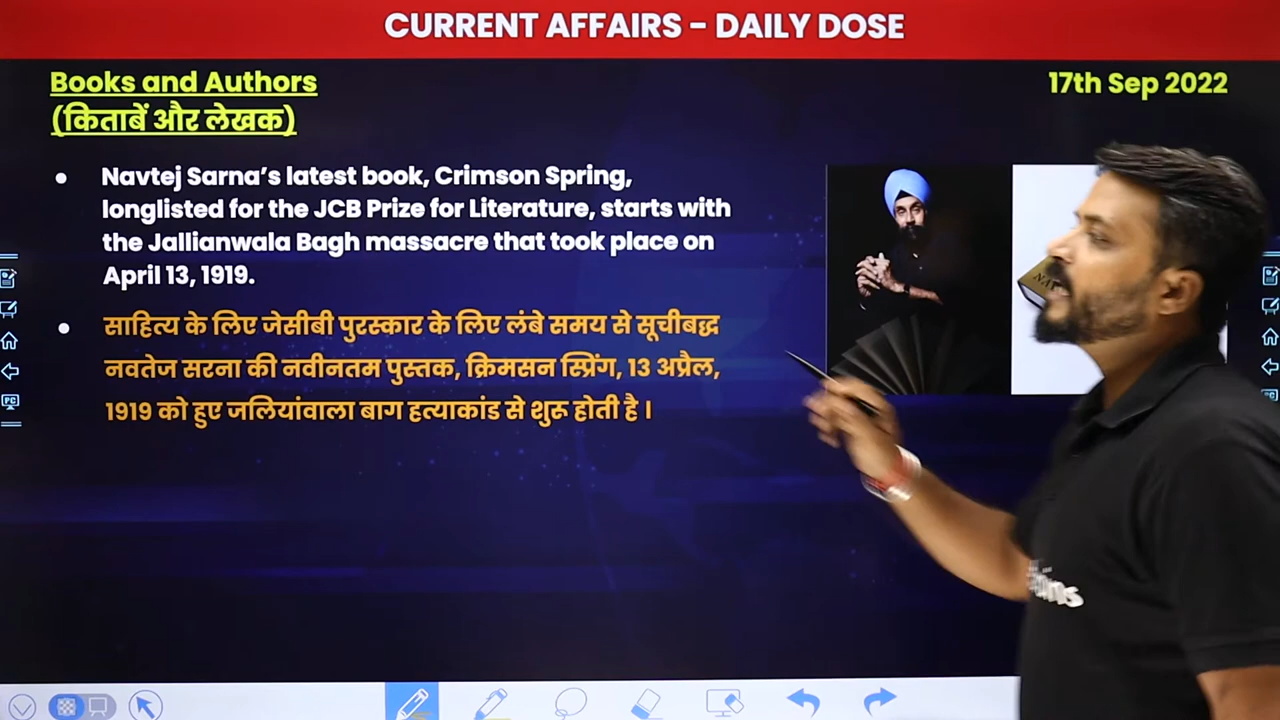 CURRENT AFFAIRS - DAILY DOSE
Books and Authors
(किताबें और लेखक)
17th Sep 2022
• Navtej Sarna's latest book, Crimson Spring,
longlisted for the JCB Prize for Literature, starts with
the Jallianwala Bagh massacre that took place on
April 13, 1919.
• साहित्य के लिए जेसीबी पुरस्कार के लिए लंबे समय से सूचीबद्ध
नवतेज सरना की नवीनतम पुस्तक, क्रिमसन स्प्रिंग, 13 अप्रैल,
1919 को हुए जलियांवाला बाग हत्याकांड से शुरू होती है।
PC